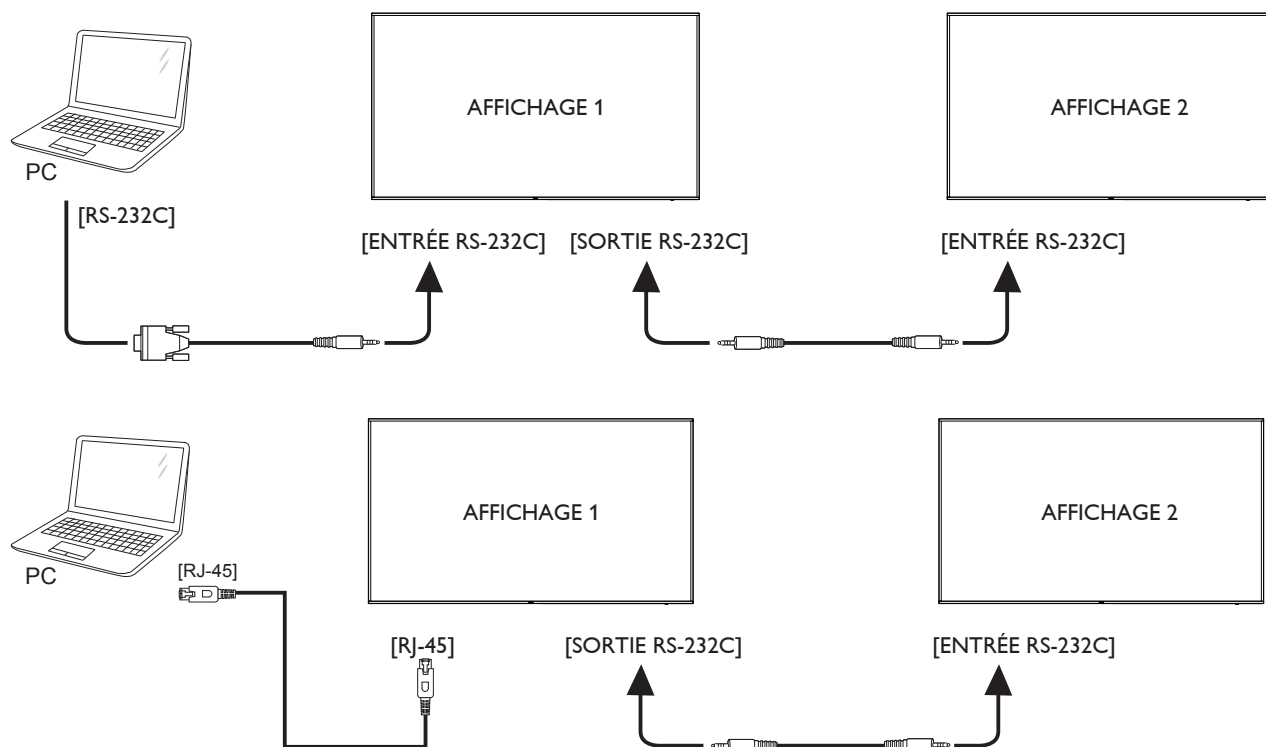 AFFICHAGE 1
AFFICHAGE 2
PC
[RS-232C]
[ENTRÉE RS-232C]
[SORTIE RS-232C]
[ENTRÉE RS-232C]
AFFICHAGE 1
AFFICHAGE 2
PC
[RJ-45]
[RJ-45]
[SORTIE RS-232C]
[ENTRÉE RS-232C]